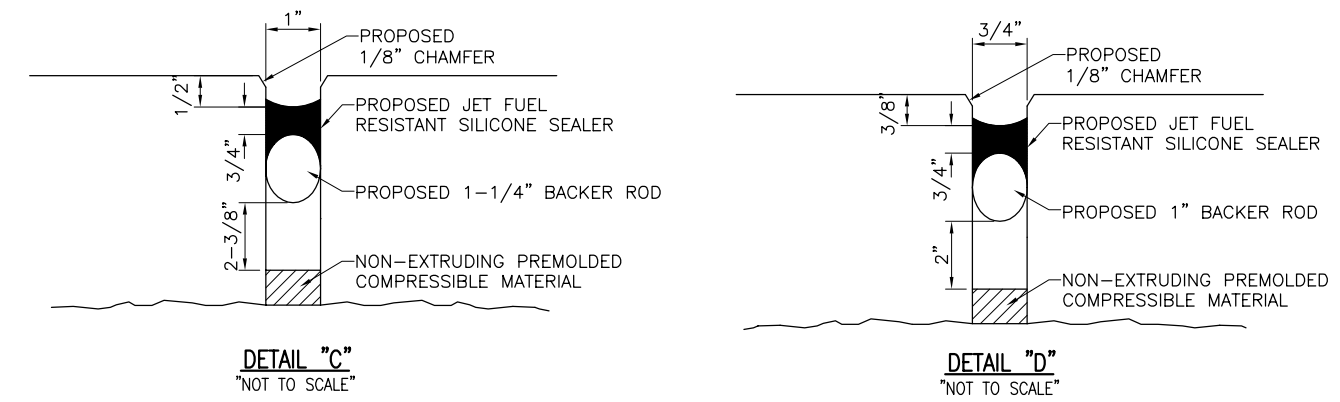 1"
PROPOSED
1/8" CHAMFER
1/2"
PROPOSED JET FUEL
RESISTANT SILICONE SEALER
3/4"
PROPOSED 1-1/4" BACKER ROD
2-3/8"
NON-EXTRUDING PREMOLDED
COMPRESSIBLE MATERIAL
DETAIL "C"
"NOT TO SCALE"
3/4"
PROPOSED
1/8" CHAMFER
3/8"
PROPOSED JET FUEL
RESISTANT SILICONE SEALER
3/4"
PROPOSED 1" BACKER ROD
2"
NON-EXTRUDING PREMOLDED
COMPRESSIBLE MATERIAL
DETAIL "D"
"NOT TO SCALE"